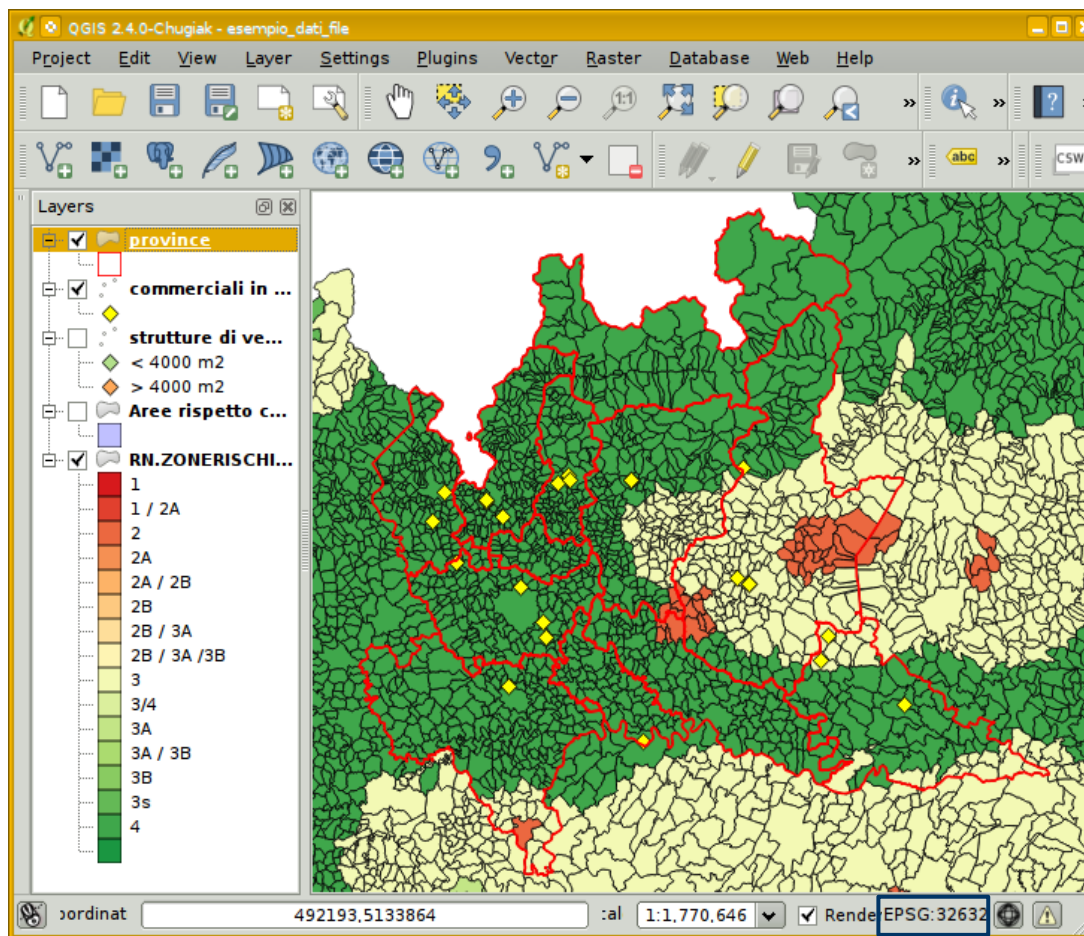 QGIS 2.4.0-Chugiak - esempio_dati_file
Project Edit View Layer Settings Plugins Vector Raster Database Web Help
1:1
»
»
?
»
abc
»
CSW
Layers
province
commerciali in ...
strutture di ve...
< 4000 m2
> 4000 m2
Aree rispetto c...
RN.ZONERISCHI...
1
1 / 2A
2
2A
2A / 2B
2B
2B / 3A
2B / 3A /3B
3
3/4
3A
3A / 3B
3B
3s
4
oordinat 492193,5133864 :al 1:1,770,646 Rende EPSG:32632